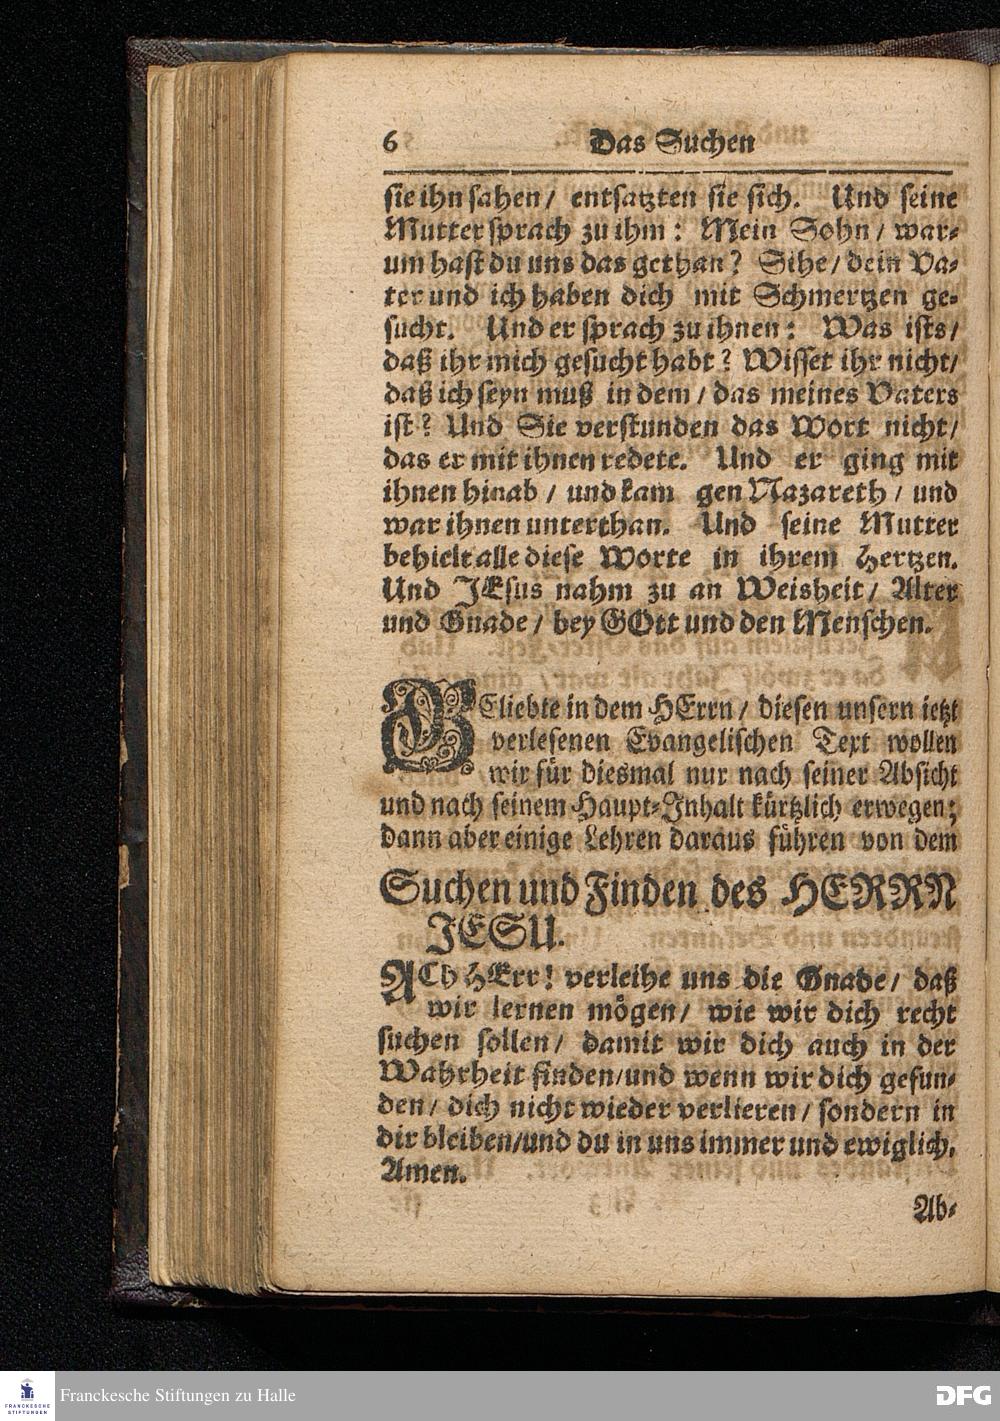 6 Das Suchen
sie ihn sahen/ entsatzten sie sich. Und seine
Mutter sprach zu ihm: Mein Sohn/ war-
um hast du uns das gethan? Sihe/ dein Va-
ter und ich haben dich mit Schmertzen ge-
sucht. Und er sprach zu ihnen: Was ists/
daß ihr mich gesucht habt? Wisset ihr nicht/
daß ich seyn muß in dem/ das meines Vaters
ist? Und Sie verstunden das Wort nicht/
das er mit ihnen redete. Und er ging mit
ihnen hinab/ und kam gen Nazareth/ und
war ihnen unterthan. Und seine Mutter
behielt alle diese Worte in ihrem Hertzen.
Und JEsus nahm zu an Weisheit/ Alter
und Gnade/ bey GOtt und den Menschen.
GEliebte in dem HErrn/ diesen unsern ietzt
verlesenen Evangelischen Text wollen
wir für diesmal nur nach seiner Absicht
und nach seinem Haupt-Inhalt kürtzlich erwegen;
dann aber einige Lehren daraus führen von dem
Suchen und Finden des HERRN
JESU.
ACh HErr! verleihe uns die Gnade/ daß
wir lernen mögen/ wie wir dich recht
suchen sollen/ damit wir dich auch in der
Wahrheit finden/und wenn wir dich gefun-
den/ dich nicht wieder verlieren/ sondern in
dir bleiben/und du in uns immer und ewiglich.
Amen.
Ab-
FRANCKESCHE
STIFTUNGEN
Franckesche Stiftungen zu Halle
DFG